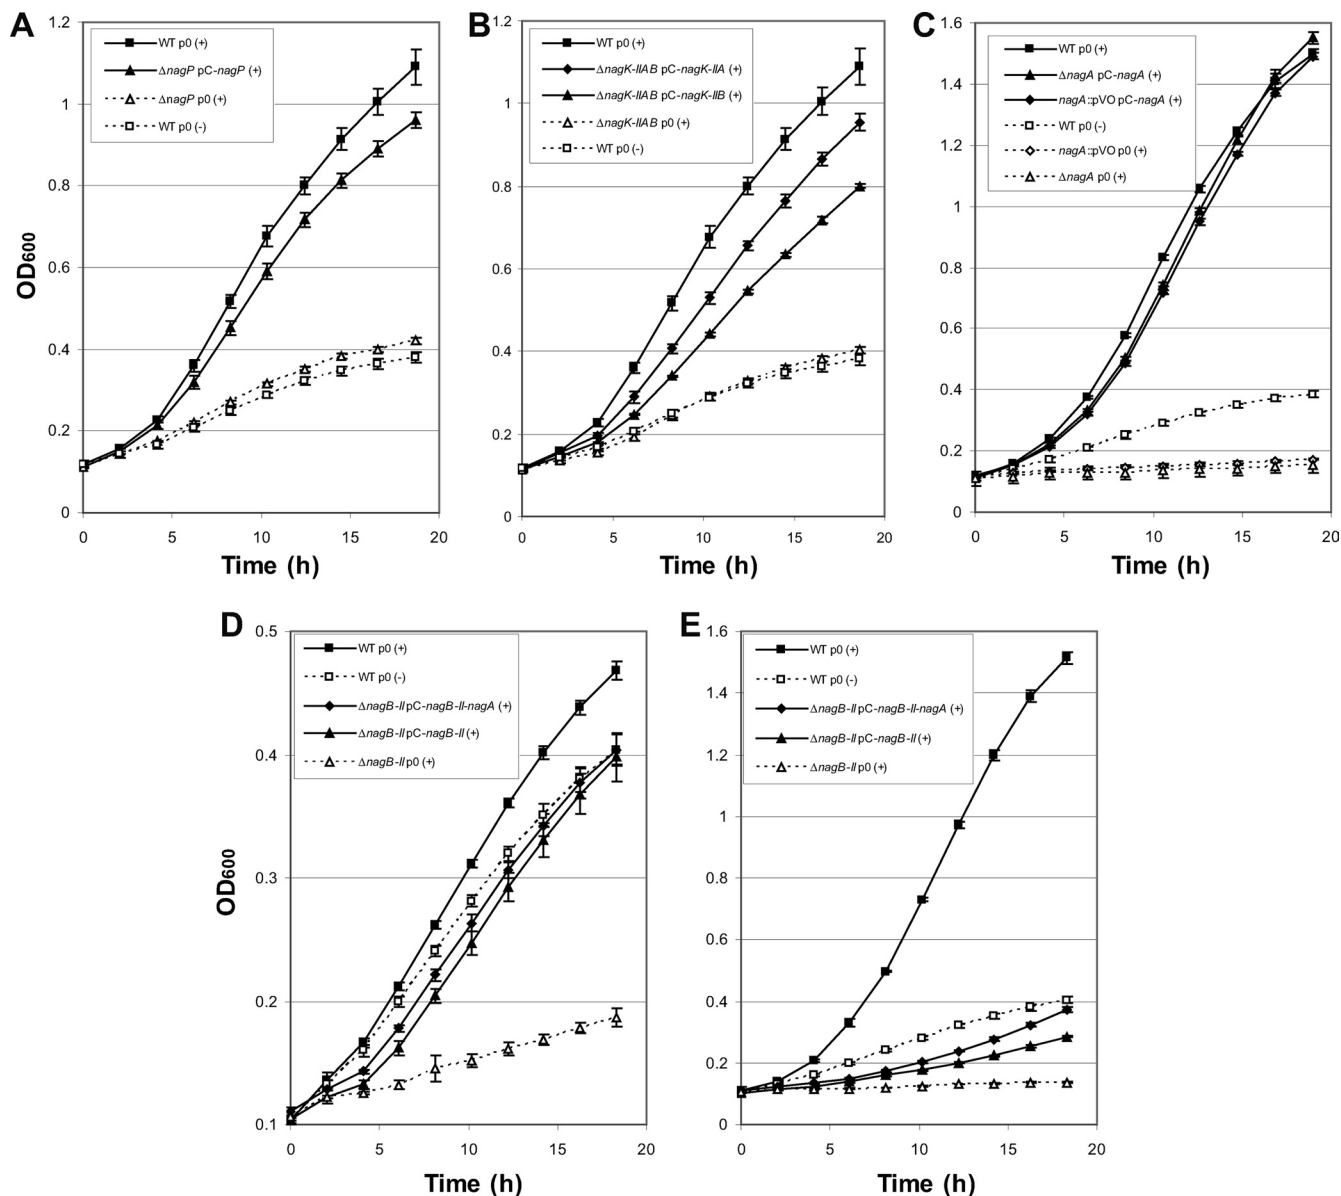 A
1.2
1
0.8
0.6
0.4
0.2
0
OD600
WT p0 (+)
ΔnagP pC-nagP (+)
ΔnagP p0 (+)
WT p0 (-)
0 5 10 15 20
Time (h)
B
1.2
1
0.8
0.6
0.4
0.2
0
WT p0 (+)
ΔnagK-IIAB pC-nagK-IIA (+)
ΔnagK-IIAB pC-nagK-IIB (+)
ΔnagK-IIAB p0 (+)
WT p0 (-)
0 5 10 15 20
Time (h)
C
1.6
1.4
1.2
1
0.8
0.6
0.4
0.2
0
WT p0 (+)
ΔnagA pC-nagA (+)
nagA::pVO pC-nagA (+)
WT p0 (-)
nagA::pVO p0 (+)
ΔnagA p0 (+)
0 5 10 15 20
Time (h)
D
0.5
0.4
0.3
0.2
0.1
OD600
WT p0 (+)
WT p0 (-)
ΔnagB-II pC-nagB-II-nagA (+)
ΔnagB-II pC-nagB-II (+)
ΔnagB-II p0 (+)
0 5 10 15 20
Time (h)
E
1.6
1.4
1.2
1
0.8
0.6
0.4
0.2
0
WT p0 (+)
WT p0 (-)
ΔnagB-II pC-nagB-II-nagA (+)
ΔnagB-II pC-nagB-II (+)
ΔnagB-II p0 (+)
0 5 10 15 20
Time (h)